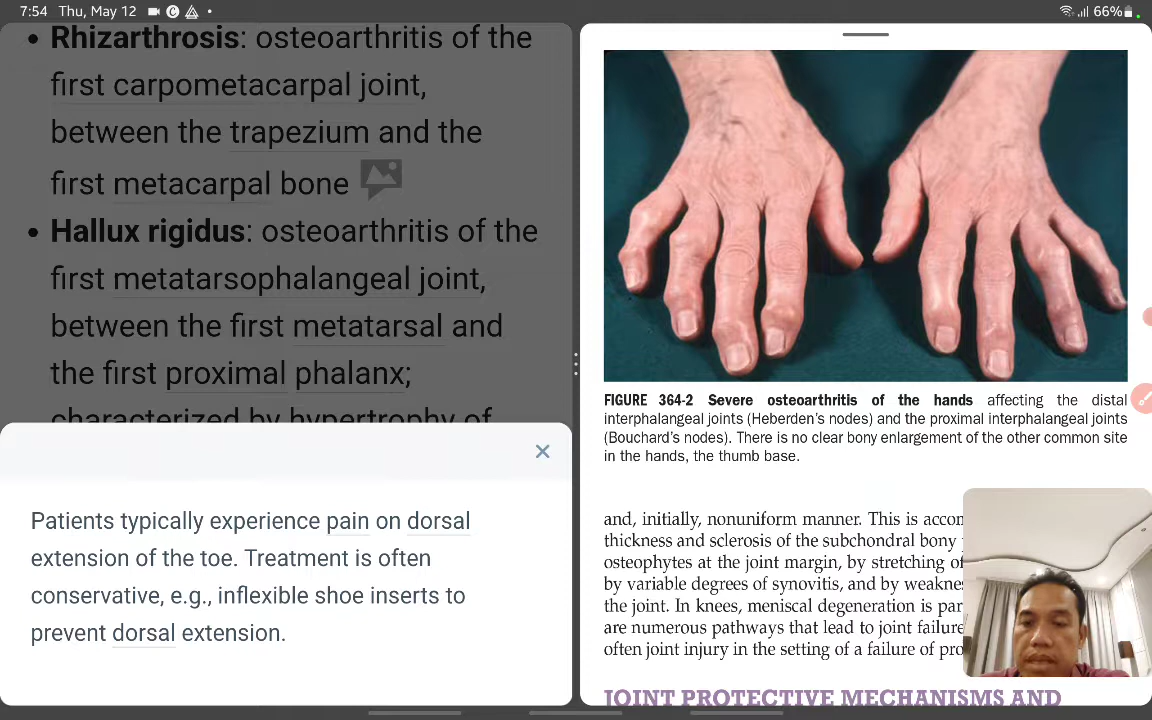 7:54 Thu, May 12
66%
• Rhizarthrosis: osteoarthritis of the
first carpometacarpal joint,
between the trapezium and the
first metacarpal bone
• Hallux rigidus: osteoarthritis of the
first metatarsophalangeal joint,
between the first metatarsal and
the first proximal phalanx;
characterized by hypertrophy of
Patients typically experience pain on dorsal
extension of the toe. Treatment is often
conservative, e.g., inflexible shoe inserts to
prevent dorsal extension.
FIGURE 364-2 Severe osteoarthritis of the hands affecting the distal
interphalangeal joints (Heberden's nodes) and the proximal interphalangeal joints
(Bouchard's nodes). There is no clear bony enlargement of the other common site
in the hands, the thumb base.
and, initially, nonuniform manner. This is accom
thickness and sclerosis of the subchondral bony
osteophytes at the joint margin, by stretching of
by variable degrees of synovitis, and by weaknes
the joint. In knees, meniscal degeneration is par
are numerous pathways that lead to joint failure
often joint injury in the setting of a failure of pro
JOINT PROTECTIVE MECHANISMS AND